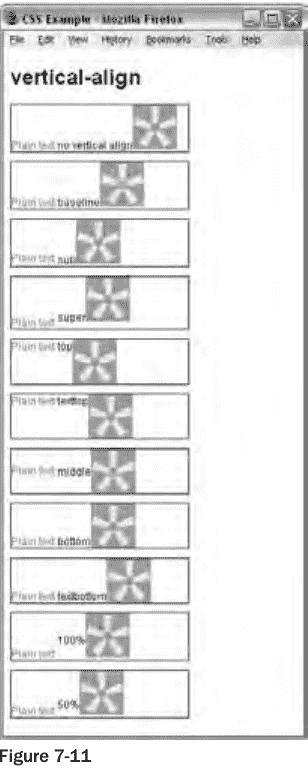 CSS Example - Mozilla Firefox
File Edit View History Bookmarks Tools Help
vertical-align
Plain text no vertical align
Plain text baseline
Plain text sub
Plain text super
Plain text top
Plain text texttop
Plain text middle
Plain text bottom
Plain text textbottom
Plain text 100%
Plain text 50%
Figure 7-11